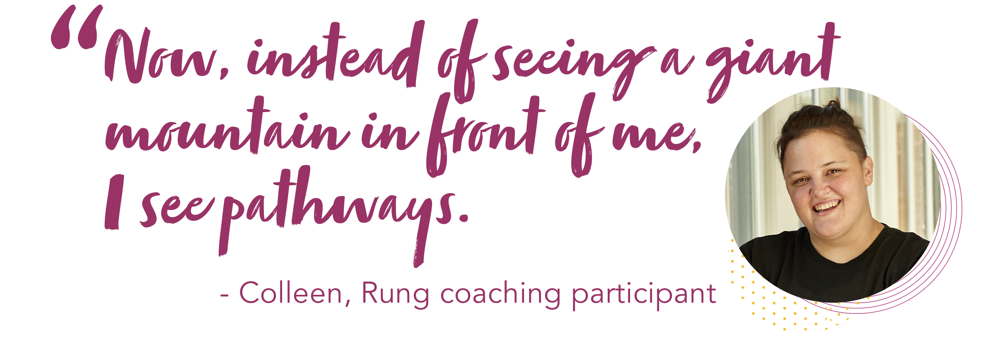 “Now, instead of seeing a giant
mountain in front of me,
I see pathways.
- Colleen, Rung coaching participant